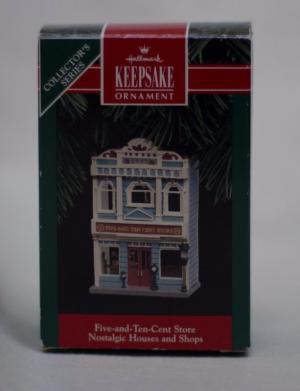 COLLECTOR'S
SERIES
Hallmark
KEEPSAKE
ORNAMENT
FIVE AND TEN CENT STORE
Five-and-Ten-Cent Store
Nostalgic Houses and Shops